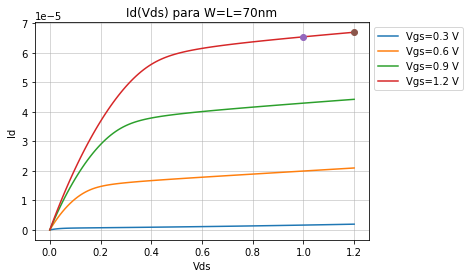 Id(Vds) para W=L=70nm
1e−5
7
6
5
4
3
2
1
0
Id
0.0 0.2 0.4 0.6 0.8 1.0 1.2
Vds
Vgs=0.3 V
Vgs=0.6 V
Vgs=0.9 V
Vgs=1.2 V